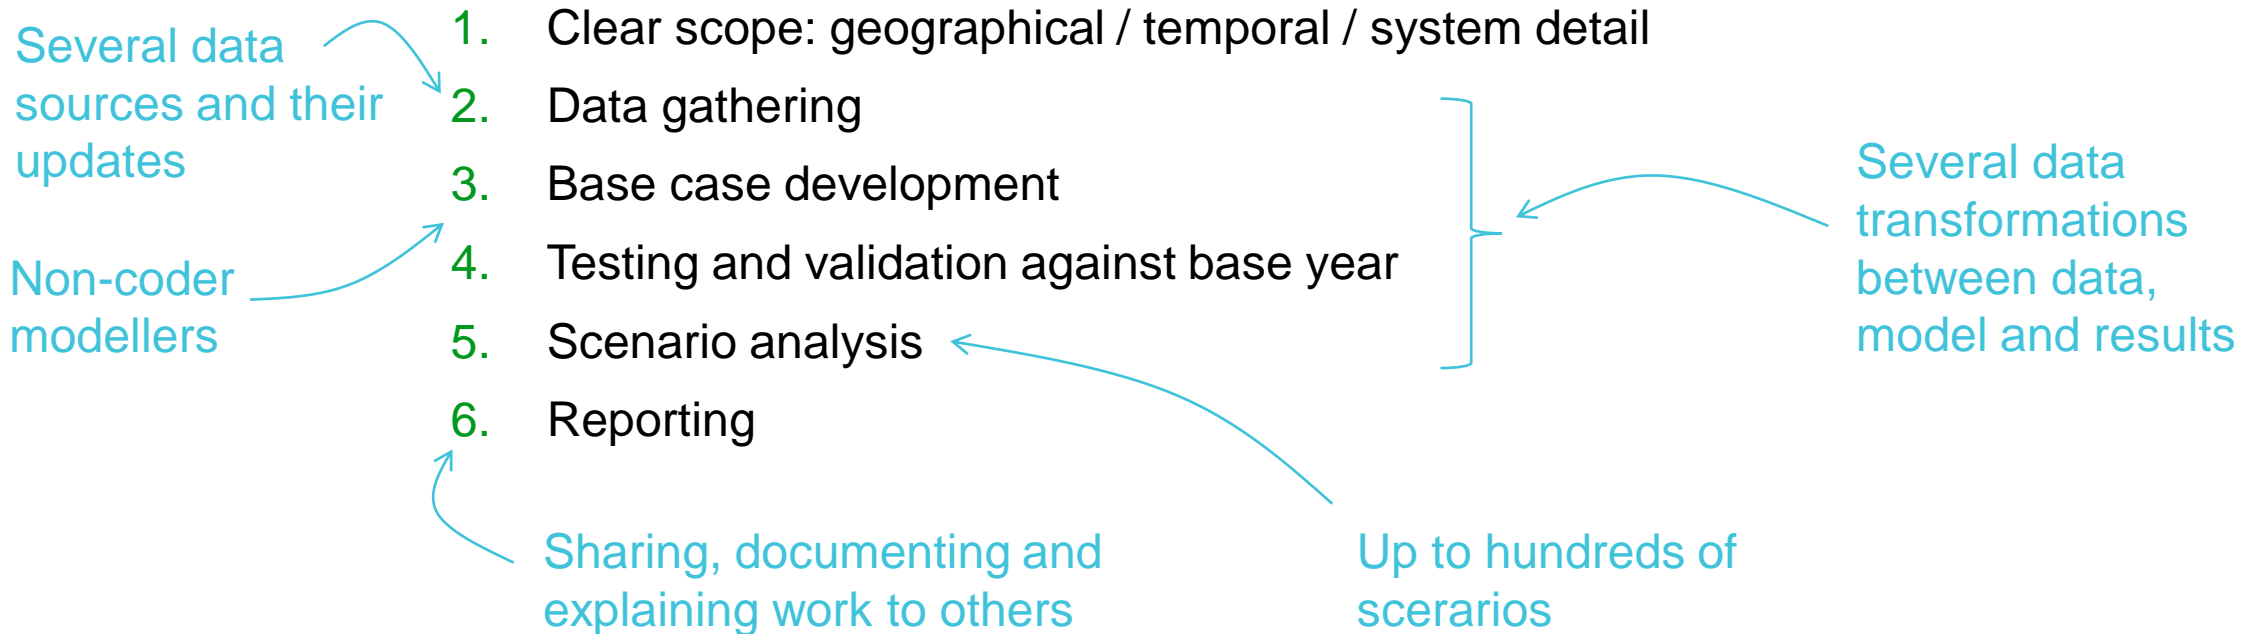 1. Clear scope: geographical / temporal / system detail
2. Data gathering
3. Base case development
4. Testing and validation against base year
5. Scenario analysis
6. Reporting
Several data
sources and their
updates
Non-coder
modellers
Several data
transformations
between data,
model and results
Sharing, documenting and
explaining work to others
Up to hundreds of
scerarios